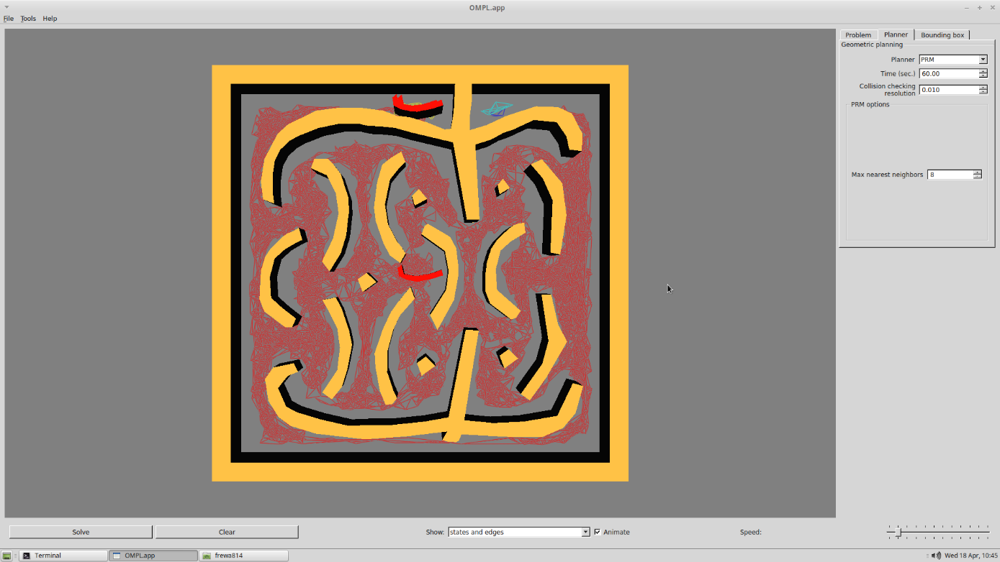 OMPL.app
File Tools Help
Problem Planner Bounding box
Geometric planning
Planner PRM
Time (sec.) 60.00
Collision checking
resolution 0.010
PRM options
Max nearest neighbors 8
Solve Clear Show: states and edges Animate Speed:
Terminal OMPL.app frewa814 Wed 18 Apr, 10:45